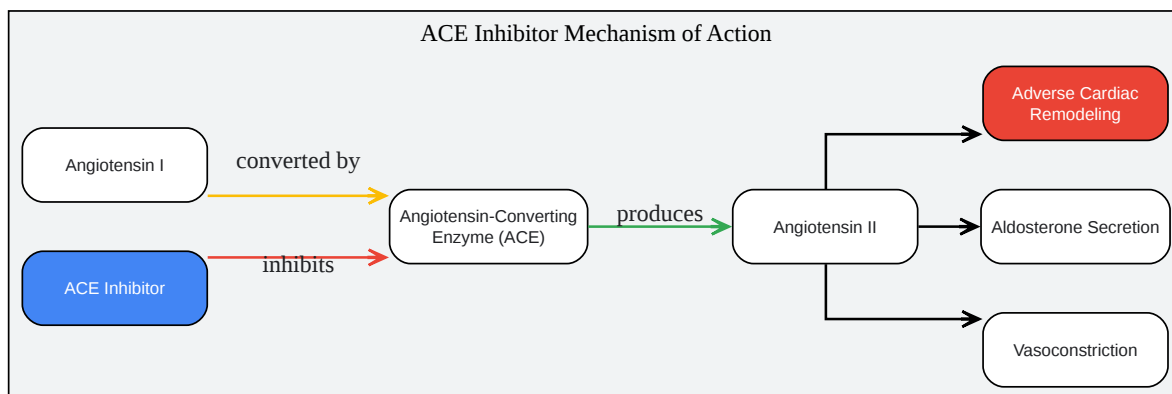 ACE Inhibitor Mechanism of Action
Angiotensin I
converted by
ACE Inhibitor
inhibits
Angiotensin-Converting
Enzyme (ACE)
produces
Angiotensin II
Adverse Cardiac
Remodeling
Aldosterone Secretion
Vasoconstriction